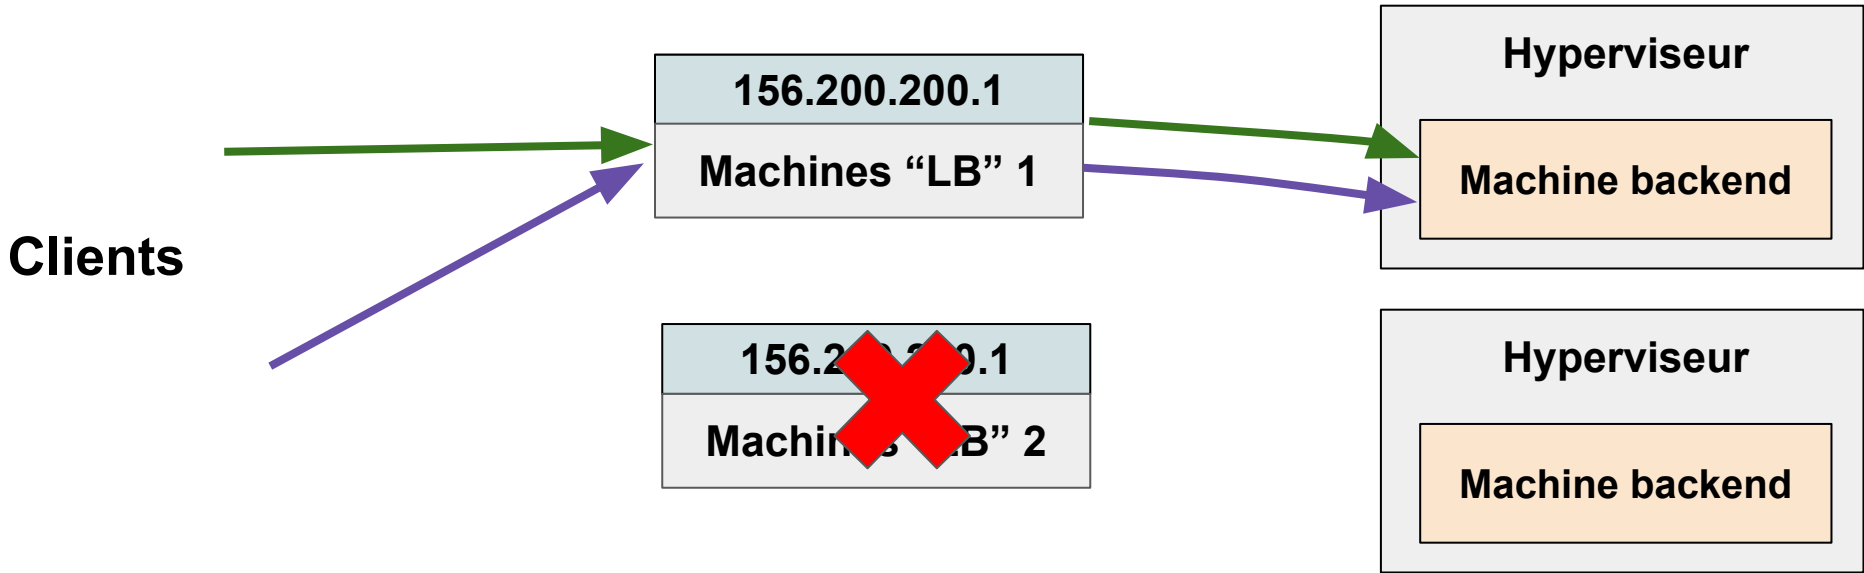 Hyperviseur
156.200.200.1
Machines “LB” 1
Machine backend
Clients
Hyperviseur
Machine backend